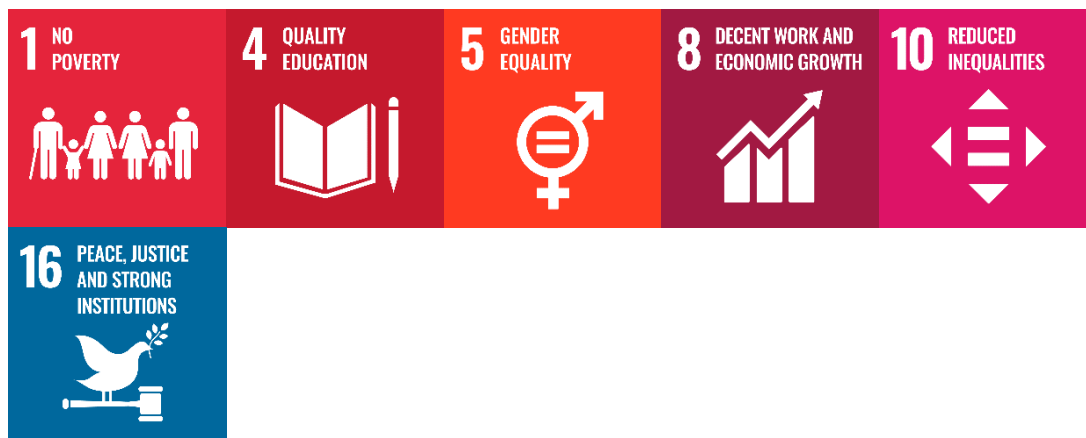 1 NO
POVERTY
4 QUALITY
EDUCATION
5 GENDER
EQUALITY
8 DECENT WORK AND
ECONOMIC GROWTH
10 REDUCED
INEQUALITIES
16 PEACE, JUSTICE
AND STRONG
INSTITUTIONS